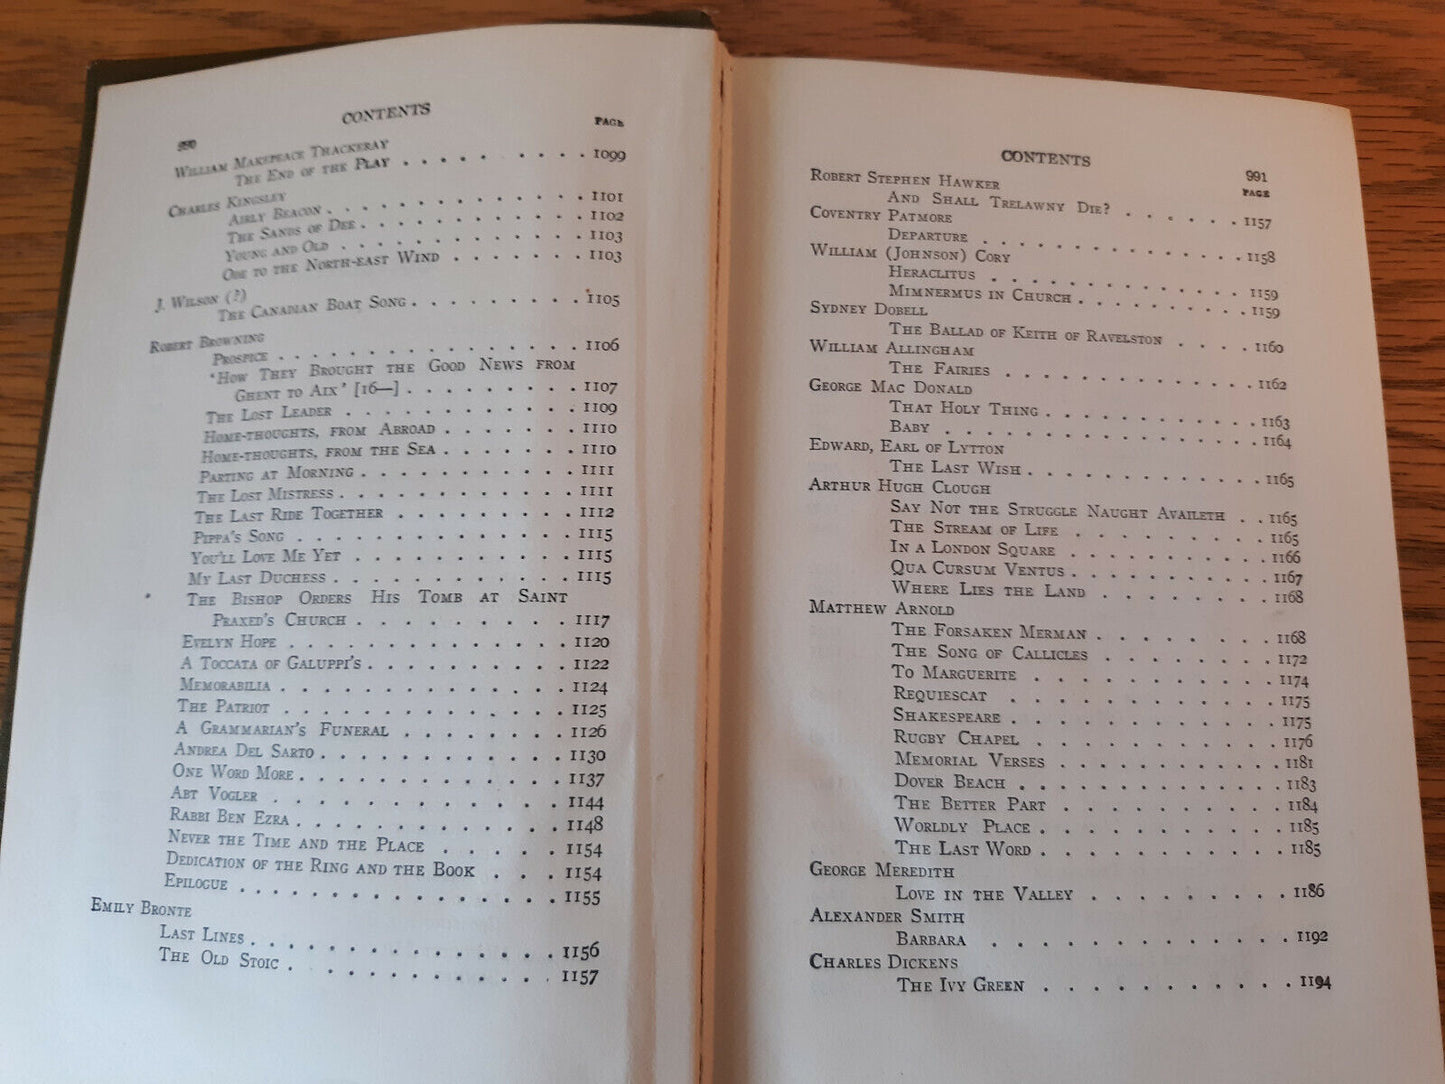 990
CONTENTS
PAGE
William Makepeace Thackeray
The End of the Play . . . . . . . . . . 1099
Charles Kingsley
Airly Beacon . . . . . . . . . . . . . 1101
The Sands of Dee . . . . . . . . . . . 1102
Young and Old . . . . . . . . . . . . 1103
Ode to the North-east Wind . . . . . . . 1103
J. Wilson (?)
The Canadian Boat Song . . . . . . . . . 1105
Robert Browning
Prospice . . . . . . . . . . . . . . . 1106
'How They Brought the Good News from
Ghent to Aix' [16—] . . . . . . . . . 1107
The Lost Leader . . . . . . . . . . . 1109
Home-thoughts, from Abroad . . . . . . . 1110
Home-thoughts, from the Sea . . . . . . . 1110
Parting at Morning . . . . . . . . . . . 1111
The Lost Mistress . . . . . . . . . . . 1111
The Last Ride Together . . . . . . . . . 1112
Pippa's Song . . . . . . . . . . . . . 1115
You'll Love Me Yet . . . . . . . . . . . 1115
My Last Duchess . . . . . . . . . . . . 1115
The Bishop Orders His Tomb at Saint
Praxed's Church . . . . . . . . . . 1117
Evelyn Hope . . . . . . . . . . . . . 1120
A Toccata of Galuppi's . . . . . . . . . 1122
Memorabilia . . . . . . . . . . . . . 1124
The Patriot . . . . . . . . . . . . . 1125
A Grammarian's Funeral . . . . . . . . 1126
Andrea Del Sarto . . . . . . . . . . . 1130
One Word More . . . . . . . . . . . . 1137
Abt Vogler . . . . . . . . . . . . . 1144
Rabbi Ben Ezra . . . . . . . . . . . . 1148
Never the Time and the Place . . . . . 1154
Dedication of the Ring and the Book . . . 1154
Epilogue . . . . . . . . . . . . . . 1155
Emily Bronte
Last Lines . . . . . . . . . . . . . 1156
The Old Stoic . . . . . . . . . . . . 1157
CONTENTS
991
PAGE
Robert Stephen Hawker
And Shall Trelawny Die? . . . . . . 1157
Coventry Patmore
Departure . . . . . . . . . . . . 1158
William (Johnson) Cory
Heraclitus . . . . . . . . . . . . 1159
Mimnermus in Church . . . . . . . . 1159
Sydney Dobell
The Ballad of Keith of Ravelston . . . . 1160
William Allingham
The Fairies . . . . . . . . . . . . 1162
George Mac Donald
That Holy Thing . . . . . . . . . . 1163
Baby . . . . . . . . . . . . . . 1164
Edward, Earl of Lytton
The Last Wish . . . . . . . . . . . 1165
Arthur Hugh Clough
Say Not the Struggle Naught Availeth . . 1165
The Stream of Life . . . . . . . . . 1165
In a London Square . . . . . . . . . 1166
Qua Cursum Ventus . . . . . . . . . 1167
Where Lies the Land . . . . . . . . 1168
Matthew Arnold
The Forsaken Merman . . . . . . . . 1168
The Song of Callicles . . . . . . . . 1172
To Marguerite . . . . . . . . . . . 1174
Requiescat . . . . . . . . . . . . 1175
Shakespeare . . . . . . . . . . . . 1175
Rugby Chapel . . . . . . . . . . . 1176
Memorial Verses . . . . . . . . . . 1181
Dover Beach . . . . . . . . . . . . 1183
The Better Part . . . . . . . . . . 1184
Worldly Place . . . . . . . . . . . 1185
The Last Word . . . . . . . . . . . 1185
George Meredith
Love in the Valley . . . . . . . . . 1186
Alexander Smith
Barbara . . . . . . . . . . . . . 1192
Charles Dickens
The Ivy Green . . . . . . . . . . . 1194